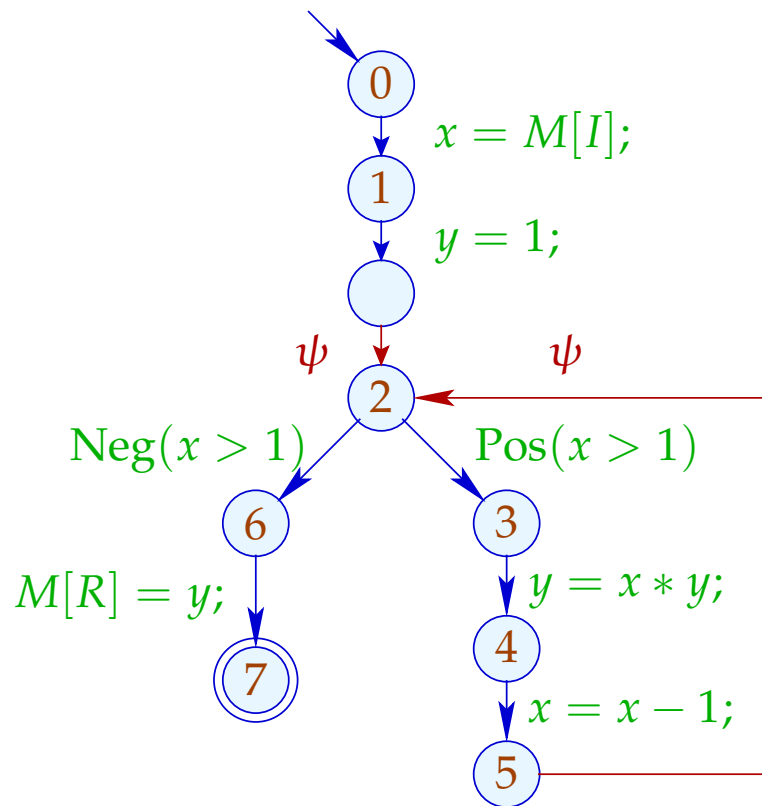 0
x = M[I];
1
y = 1;
ψ ψ
2
Neg(x > 1) Pos(x > 1)
6 3
M[R] = y; y = x ∗ y;
7 4
x = x − 1;
5